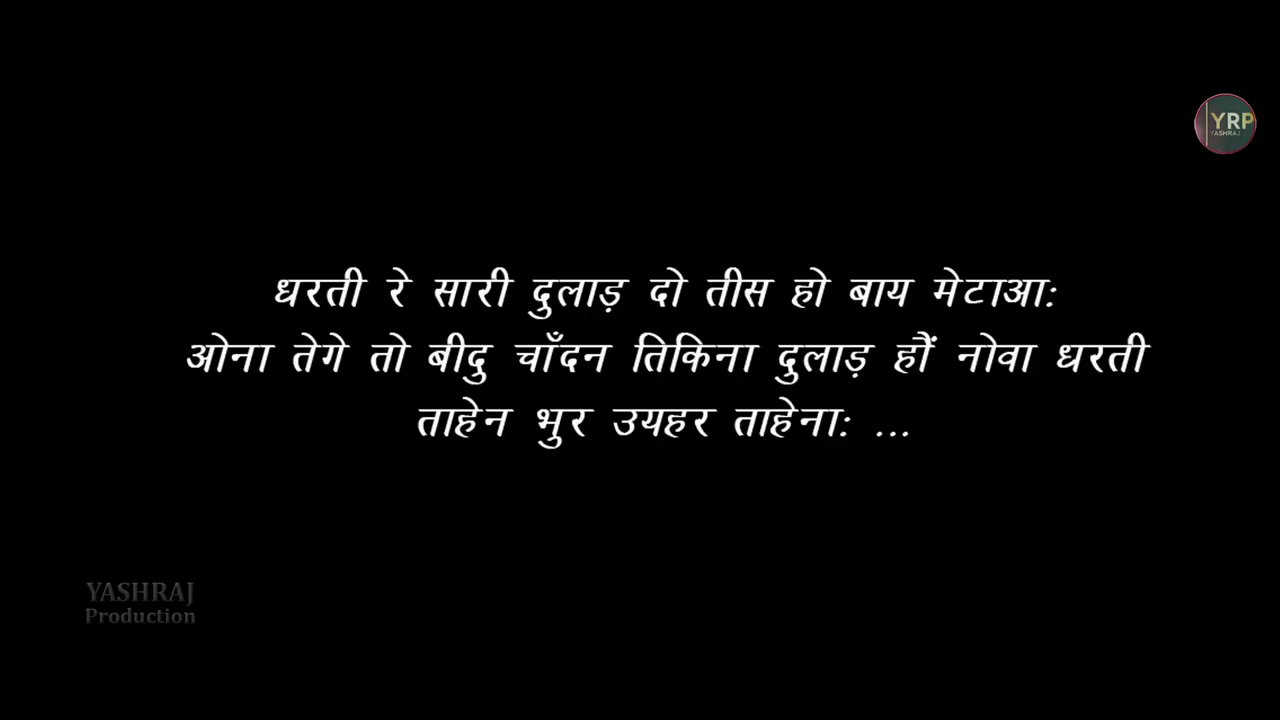 YRP
YASHRAJ
धरती रे सारी दुलाड़ दो तीस हो बाय मेटाआ:
ओना तेगे तो बीदु चाँदन तिकिना दुलाड़ हौं नोवा धरती
ताहेन भुर उयहर ताहेना: ...
YASHRAJ
Production